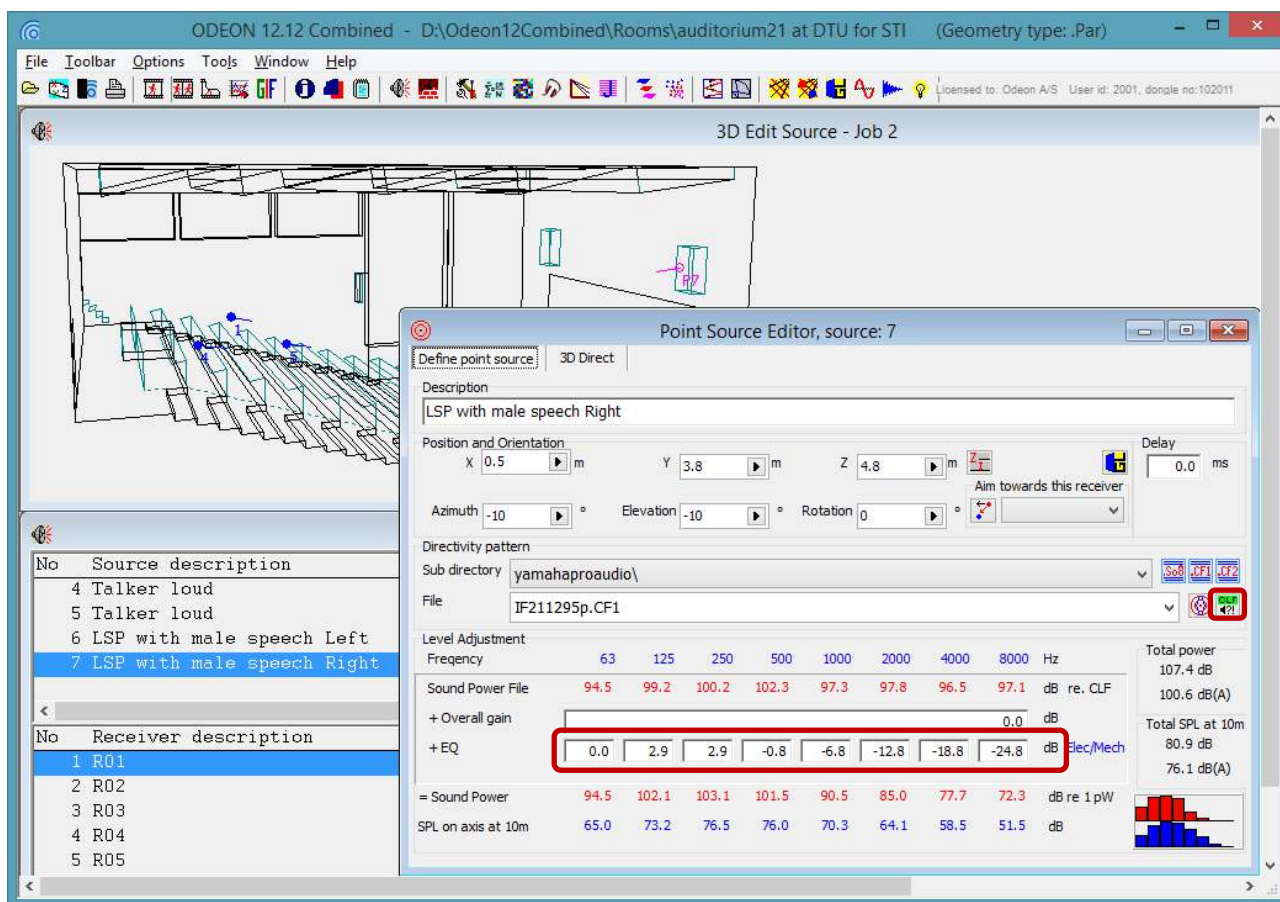 ODEON 12.12 Combined - D:\Odeon12Combined\Rooms\auditorium21 at DTU for STI (Geometry type: .Par)
File Toolbar Options Tools Window Help
GIF Licensed to: Odeon A/S User id: 2001, dongle no:102011
3D Edit Source - Job 2
P7
1
4 5
Point Source Editor, source: 7
Define point source 3D Direct
Description
LSP with male speech Right
Position and Orientation Delay
X 0.5 m Y 3.8 m Z 4.8 m 0.0 ms
Aim towards this receiver
Azimuth -10 ° Elevation -10 ° Rotation 0 °
Directivity pattern
Sub directory yamahaproaudio\ .So8 .CF1 .CF2
File IF211295p.CF1 CLF
Level Adjustment
Freqency 63 125 250 500 1000 2000 4000 8000 Hz
Sound Power File 94.5 99.2 100.2 102.3 97.3 97.8 96.5 97.1 dB re. CLF
+ Overall gain 0.0 dB
+ EQ 0.0 2.9 2.9 -0.8 -6.8 -12.8 -18.8 -24.8 dB Elec/Mech
= Sound Power 94.5 102.1 103.1 101.5 90.5 85.0 77.7 72.3 dB re 1 pW
SPL on axis at 10m 65.0 73.2 76.5 76.0 70.3 64.1 58.5 51.5 dB
Total power
107.4 dB
100.6 dB(A)
Total SPL at 10m
80.9 dB
76.1 dB(A)
No Source description
4 Talker loud
5 Talker loud
6 LSP with male speech Left
7 LSP with male speech Right
No Receiver description
1 R01
2 R02
3 R03
4 R04
5 R05